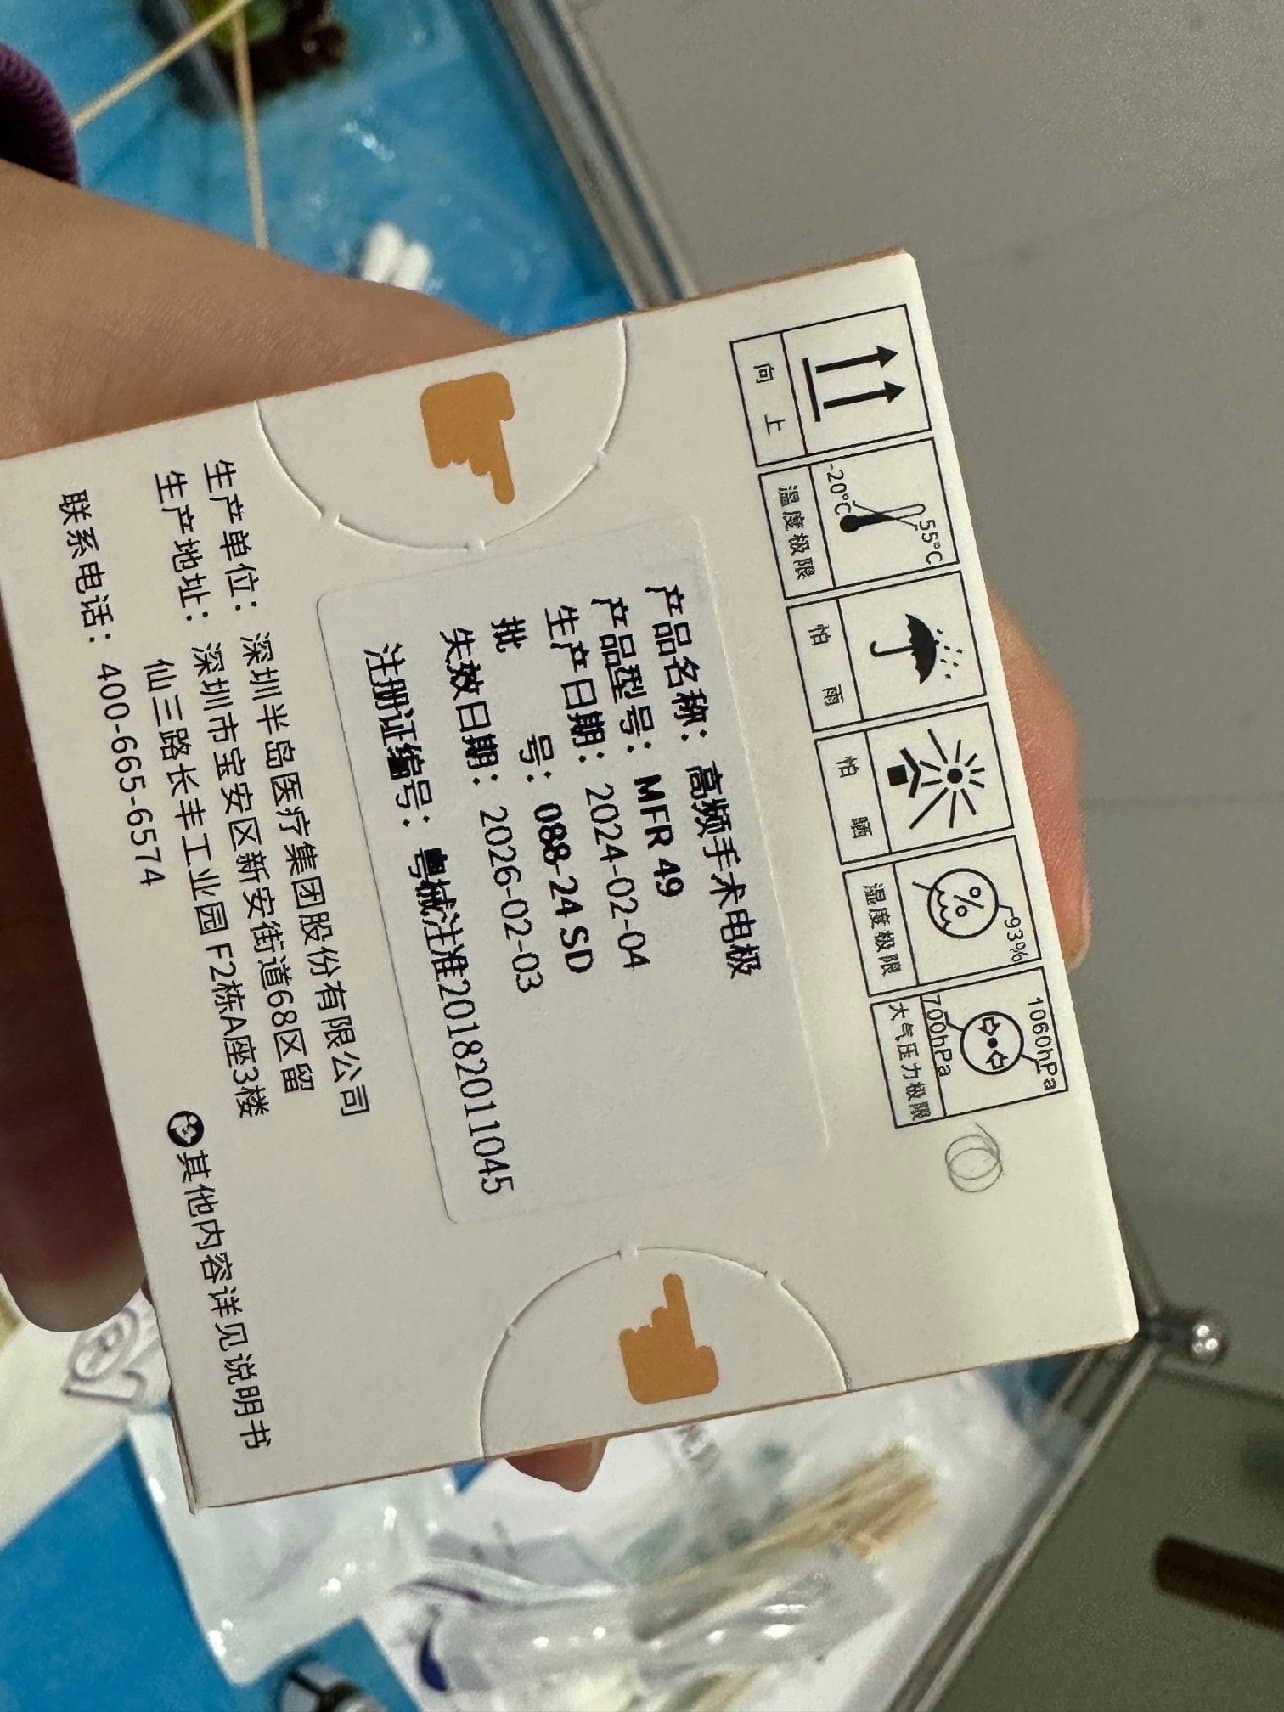 向 上
-20℃
55℃
温度极限
怕 雨
怕 晒
93%
湿度极限
1060hPa
700hPa
大气压力极限
产品名称：高频手术电极
产品型号：MFR 49
生产日期：2024-02-04
批 号：088-24 SD
失效日期：2026-02-03
注册证编号：粤械注准20182011045
生产单位：深圳半岛医疗集团股份有限公司
生产地址：深圳市宝安区新安街道68区留
仙三路长丰工业园 F2栋A座3楼
联系电话：400-665-6574
其他内容详见说明书